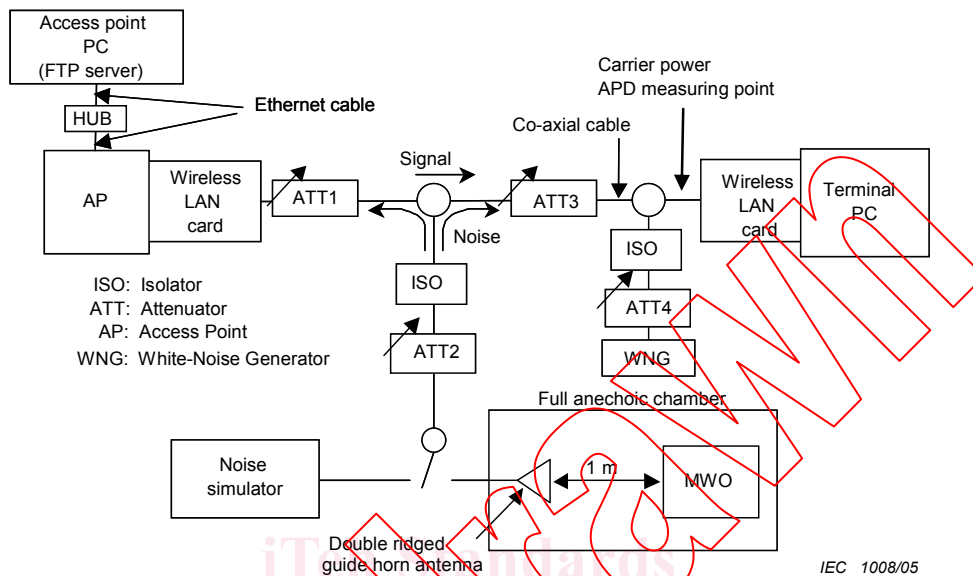 Access point
PC
(FTP server)
Ethernet cable
HUB
AP
Wireless
LAN
card
ATT1
Signal
Noise
ATT3
Co-axial cable
Carrier power
APD measuring point
Wireless
LAN
card
Terminal
PC
ISO
ATT2
ISO
ATT4
WNG
ISO: Isolator
ATT: Attenuator
AP: Access Point
WNG: White-Noise Generator
Full anechoic chamber
Noise
simulator
1 m
MWO
Double ridged
guide horn antenna
iTeh Standards
IEC 1008/05